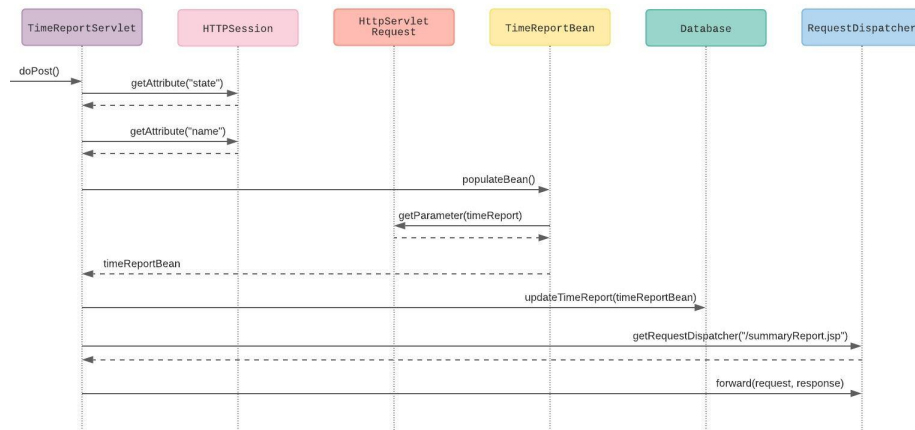 TimeReportServlet
HTTPSession
HttpServlet
Request
TimeReportBean
Database
RequestDispatcher
doPost()
getAttribute("state")
getAttribute("name")
populateBean()
getParameter(timeReport)
timeReportBean
updateTimeReport(timeReportBean)
getRequestDispatcher("/summaryReport.jsp")
forward(request, response)